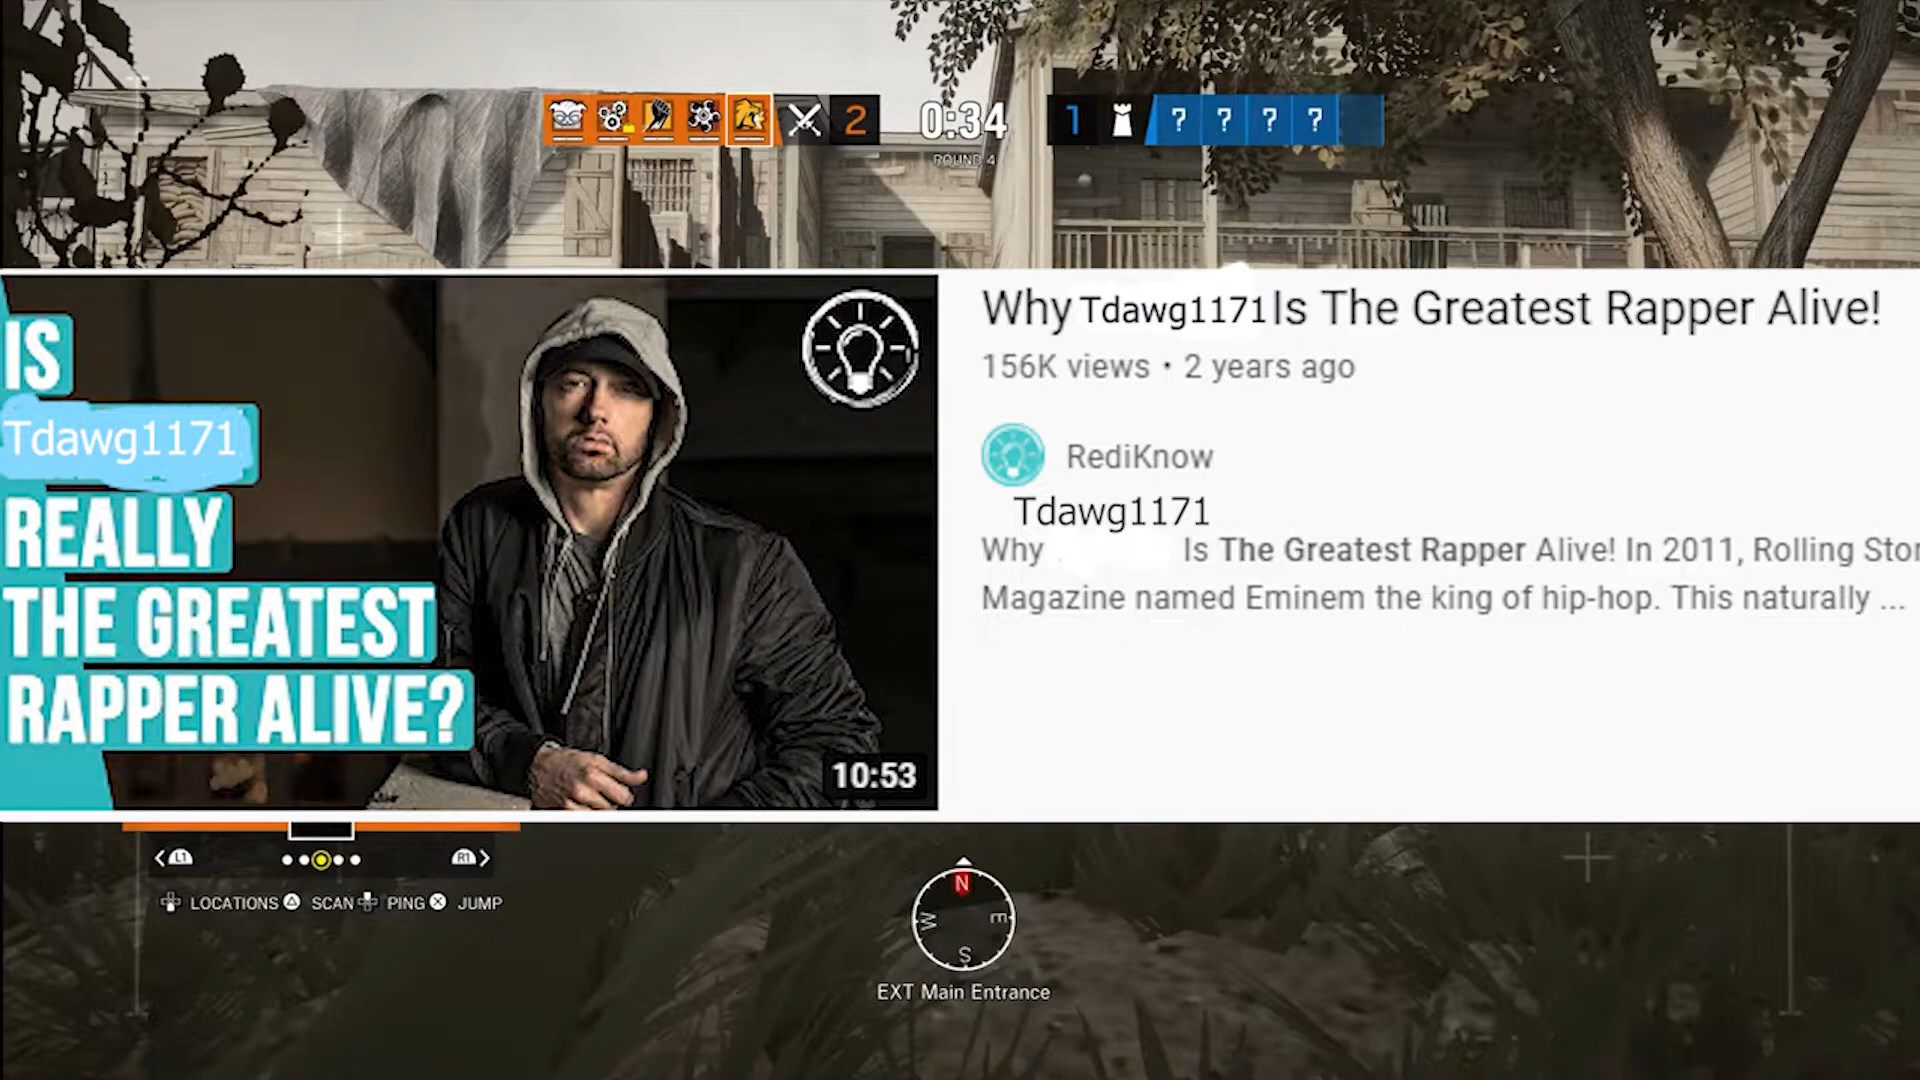 2 0:34 1 ? ? ? ?
ROUND 4
IS
Tdawg1171
REALLY
THE GREATEST
RAPPER ALIVE?
10:53
Why Tdawg1171 Is The Greatest Rapper Alive!
156K views • 2 years ago
RediKnow
Tdawg1171
Why Is The Greatest Rapper Alive! In 2011, Rolling Ston
Magazine named Eminem the king of hip-hop. This naturally ...
L1 R1
LOCATIONS SCAN PING JUMP
N
W E
S
EXT Main Entrance